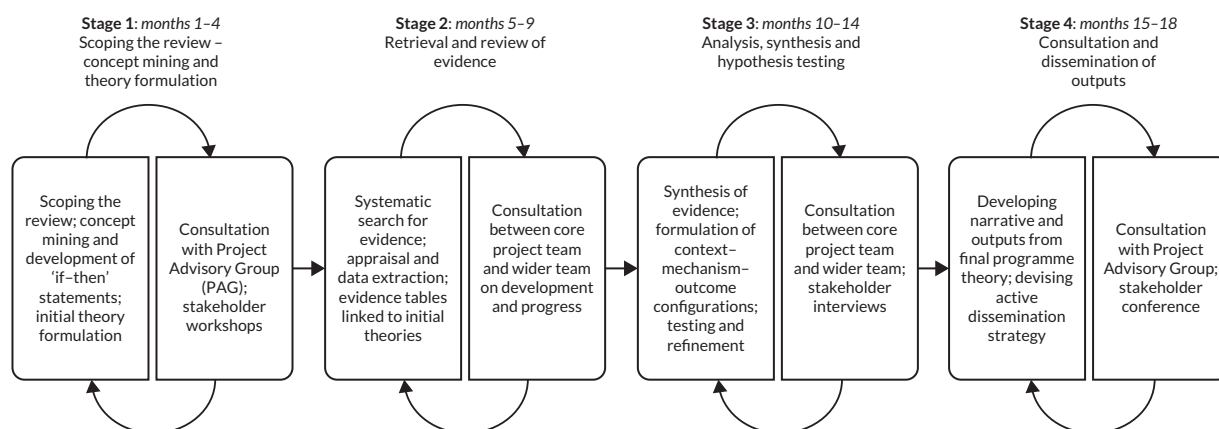 Stage 1: months 1–4
Scoping the review –
concept mining and
theory formulation
Stage 2: months 5–9
Retrieval and review of
evidence
Stage 3: months 10–14
Analysis, synthesis and
hypothesis testing
Stage 4: months 15–18
Consultation and
dissemination of
outputs
Scoping the
review; concept
mining and
development of
‘if–then’
statements;
initial theory
formulation
Consultation
with Project
Advisory Group
(PAG);
stakeholder
workshops
Systematic
search for
evidence;
appraisal and
data extraction;
evidence tables
linked to initial
theories
Consultation
between core
project team
and wider team
on development
and progress
Synthesis of
evidence;
formulation of
context–
mechanism–
outcome
configurations;
testing and
refinement
Consultation
between core
project team
and wider team;
stakeholder
interviews
Developing
narrative and
outputs from
final programme
theory; devising
active
dissemination
strategy
Consultation
with Project
Advisory Group;
stakeholder
conference